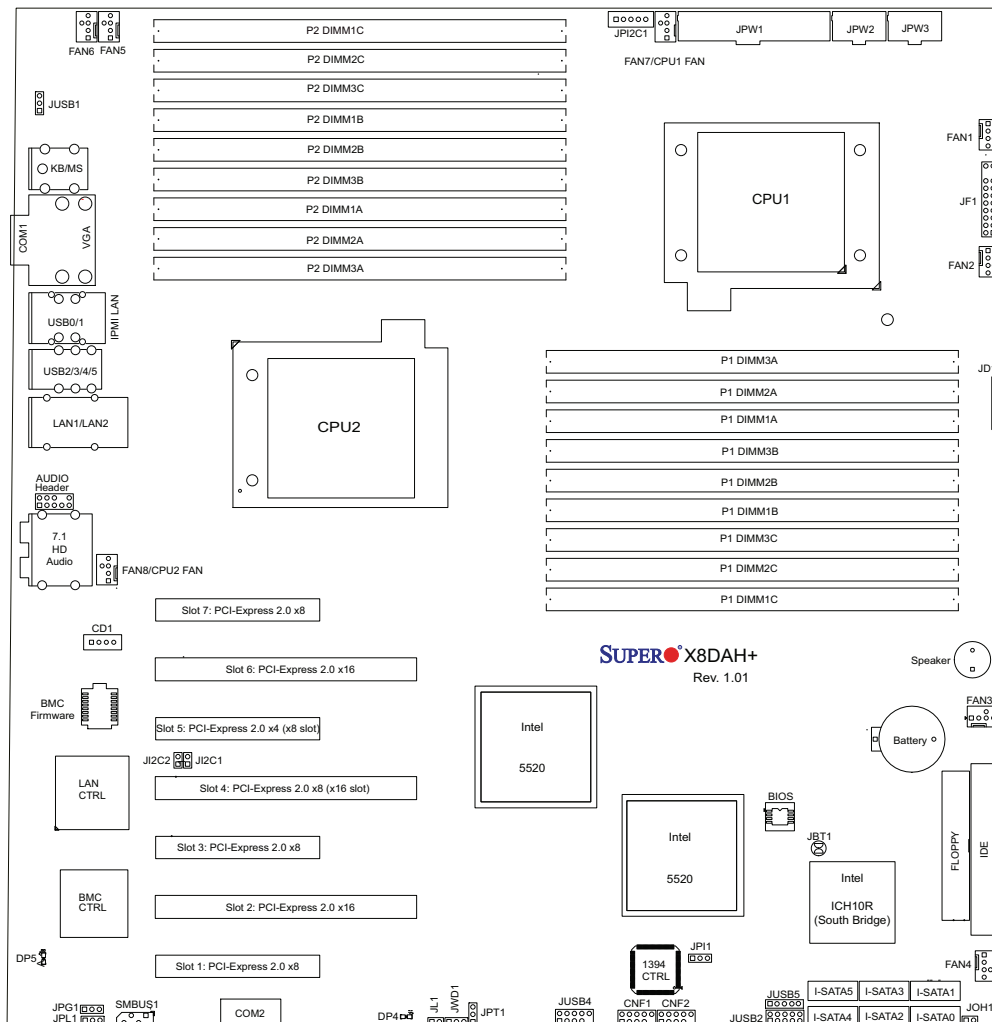 FAN6
FAN5
P2 DIMM1C
JPI2C1
JPW1
JPW2
JPW3
FAN7/CPU1 FAN
P2 DIMM2C
P2 DIMM3C
JUSB1
P2 DIMM1B
FAN1
P2 DIMM2B
KB/MS
P2 DIMM3B
CPU1
JF1
P2 DIMM1A
COM1
VGA
P2 DIMM2A
FAN2
P2 DIMM3A
USB0/1
IPMI LAN
USB2/3/4/5
P1 DIMM3A
JD
P1 DIMM2A
LAN1/LAN2
CPU2
P1 DIMM1A
P1 DIMM3B
AUDIO
Header
P1 DIMM2B
P1 DIMM1B
7.1
HD
Audio
P1 DIMM3C
FAN8/CPU2 FAN
P1 DIMM2C
P1 DIMM1C
Slot 7: PCI-Express 2.0 x8
CD1
SUPER X8DAH+
Rev. 1.01
Speaker
Slot 6: PCI-Express 2.0 x16
BMC
Firmware
FAN3
Slot 5: PCI-Express 2.0 x4 (x8 slot)
Intel
5520
Battery
JI2C2
JI2C1
LAN
CTRL
Slot 4: PCI-Express 2.0 x8 (x16 slot)
BIOS
Intel
5520
JBT1
FLOPPY
IDE
Slot 3: PCI-Express 2.0 x8
Intel
ICH10R
(South Bridge)
BMC
CTRL
Slot 2: PCI-Express 2.0 x16
DP5
Slot 1: PCI-Express 2.0 x8
1394
CTRL
JPI1
FAN4
I-SATA5
I-SATA3
I-SATA1
JPG1
JPL1
SMBUS1
COM2
DP4
JL1
JWD1
JPT1
JUSB4
CNF1
CNF2
JUSB5
JUSB2
I-SATA4
I-SATA2
I-SATA0
JOH1